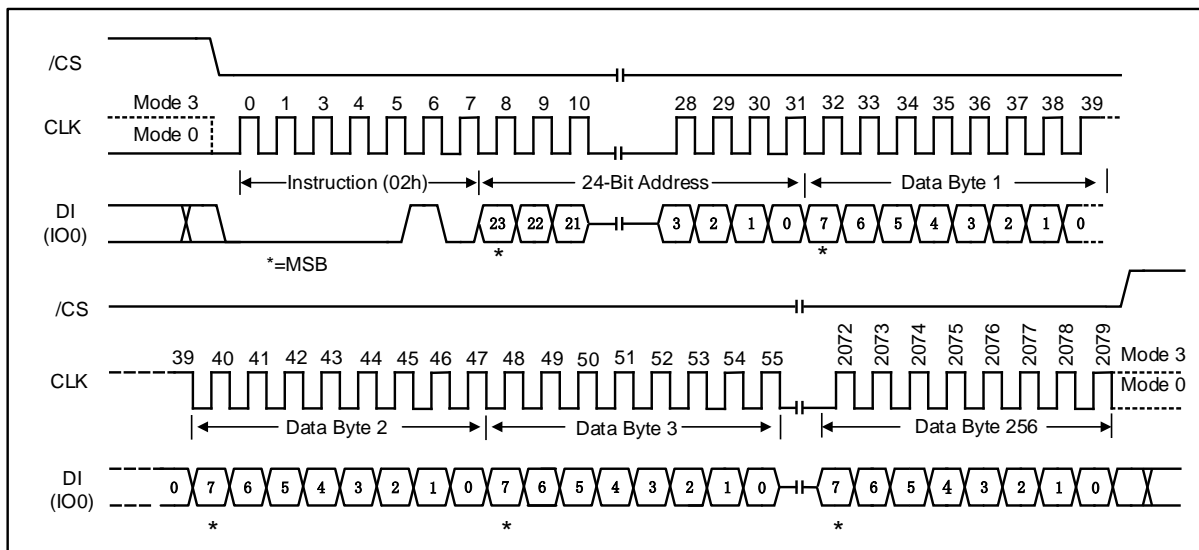 /CS
Mode 3
0 1 3 4 5 6 7 8 9 10 28 29 30 31 32 33 34 35 36 37 38 39
CLK
Mode 0
Instruction (02h) 24-Bit Address Data Byte 1
DI
(IO0)
23 22 21 3 2 1 0 7 6 5 4 3 2 1 0
* *
*=MSB
/CS
39 40 41 42 43 44 45 46 47 48 49 50 51 52 53 54 55 2072 2073 2074 2075 2076 2077 2078 2079
Mode 3
CLK
Mode 0
Data Byte 2 Data Byte 3 Data Byte 256
DI
(IO0)
0 7 6 5 4 3 2 1 0 7 6 5 4 3 2 1 0 7 6 5 4 3 2 1 0
* * *